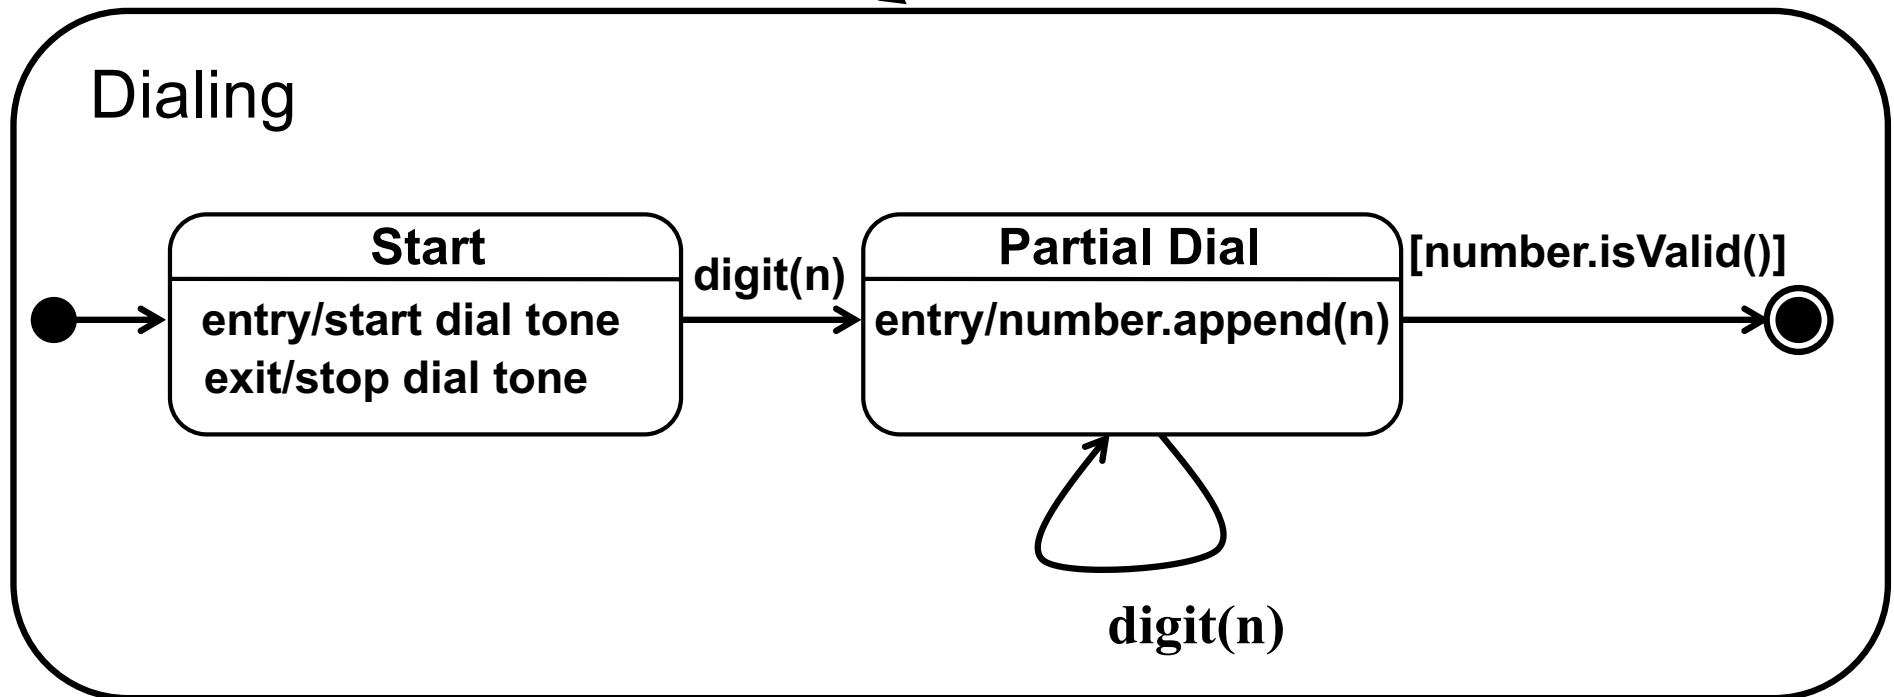 Dialing
Start
entry/start dial tone
exit/stop dial tone
digit(n)
Partial Dial
entry/number.append(n)
digit(n)
[number.isValid()]